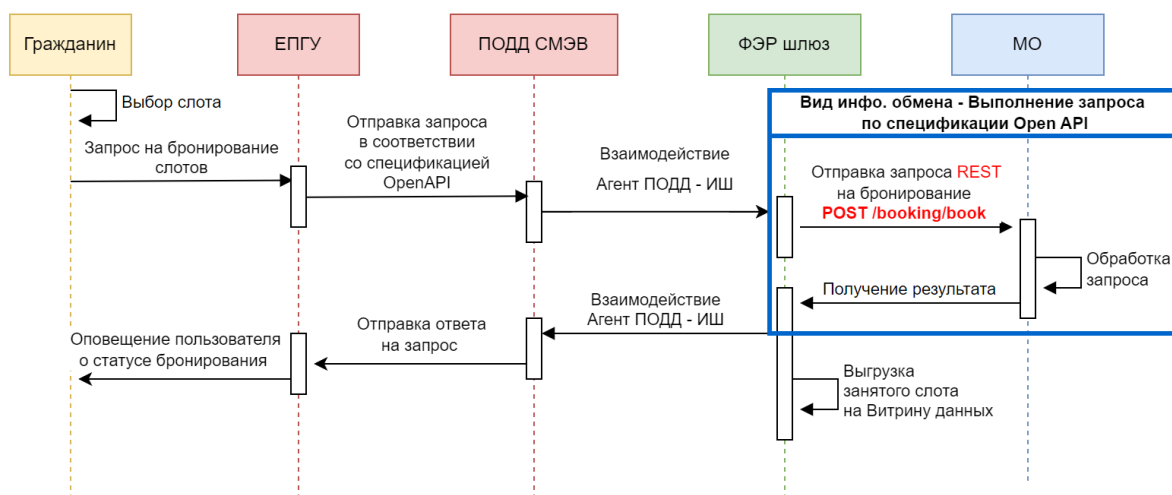 Гражданин
ЕПГУ
ПОДД СМЭВ
ФЭР шлюз
МО
Выбор слота
Вид инфо. обмена - Выполнение запроса
по спецификации Open API
Запрос на бронирование
слотов
Отправка запроса
в соответствии
со спецификацией
OpenAPI
Взаимодействие
Агент ПОДД - ИШ
Отправка запроса REST
на бронирование
POST /booking/book
Обработка
запроса
Получение результата
Взаимодействие
Агент ПОДД - ИШ
Отправка ответа
на запрос
Оповещение пользователя
о статусе бронирования
Выгрузка
занятого слота
на Витрину данных